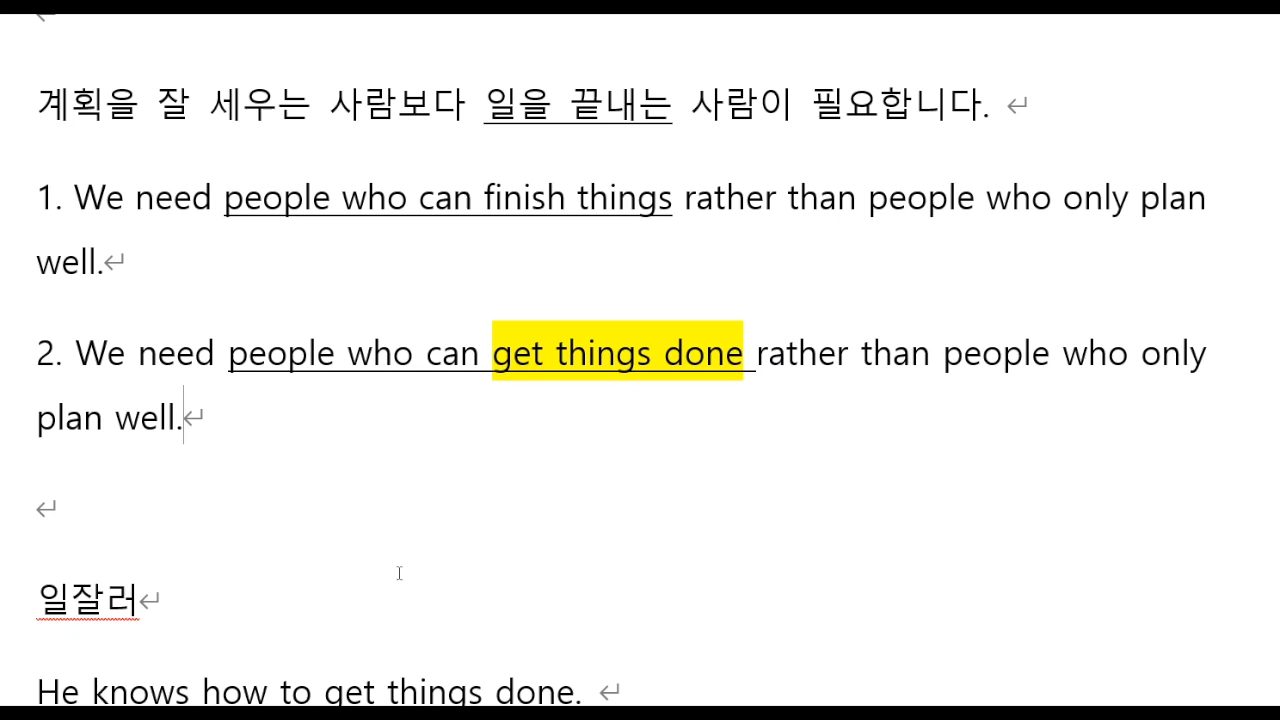 계획을 잘 세우는 사람보다 일을 끝내는 사람이 필요합니다.
1. We need people who can finish things rather than people who only plan
well.
2. We need people who can get things done rather than people who only
plan well.
일잘러
He knows how to get things done.